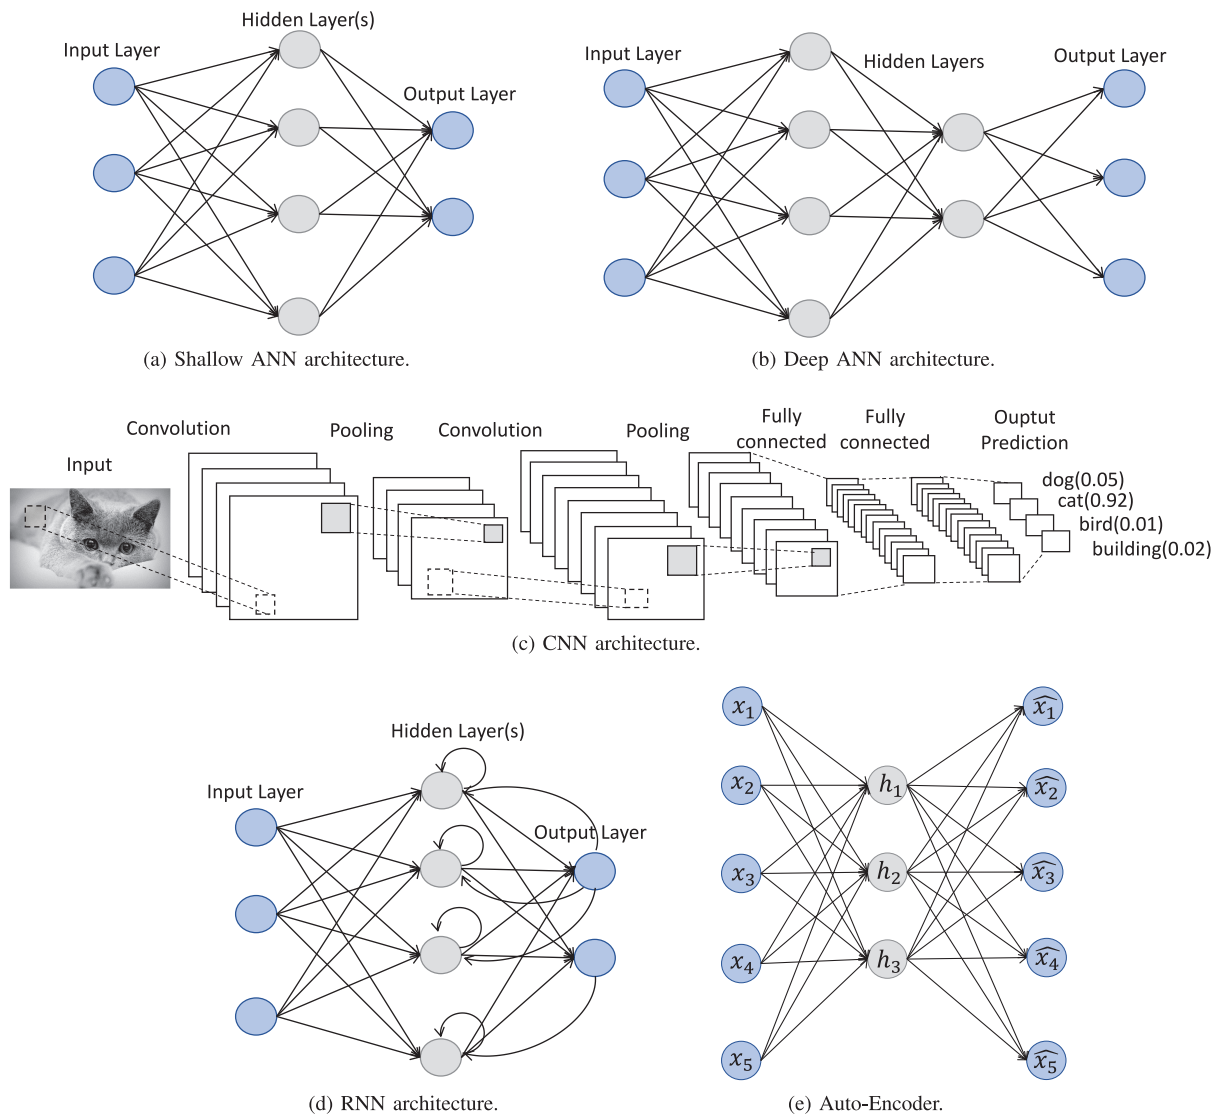 Hidden Layer(s)
Input Layer
Output Layer
(a) Shallow ANN architecture.
Input Layer
Hidden Layers
Output Layer
(b) Deep ANN architecture.
Input
Convolution
Pooling
Convolution
Pooling
Fully
connected
Fully
connected
Ouptut
Prediction
dog(0.05)
cat(0.92)
bird(0.01)
building(0.02)
(c) CNN architecture.
Hidden Layer(s)
Input Layer
Output Layer
(d) RNN architecture.
x₁
x₂
x₃
x₄
x₅
h₁
h₂
h₃
x̂₁
x̂₂
x̂₃
x̂₄
x̂₅
(e) Auto-Encoder.